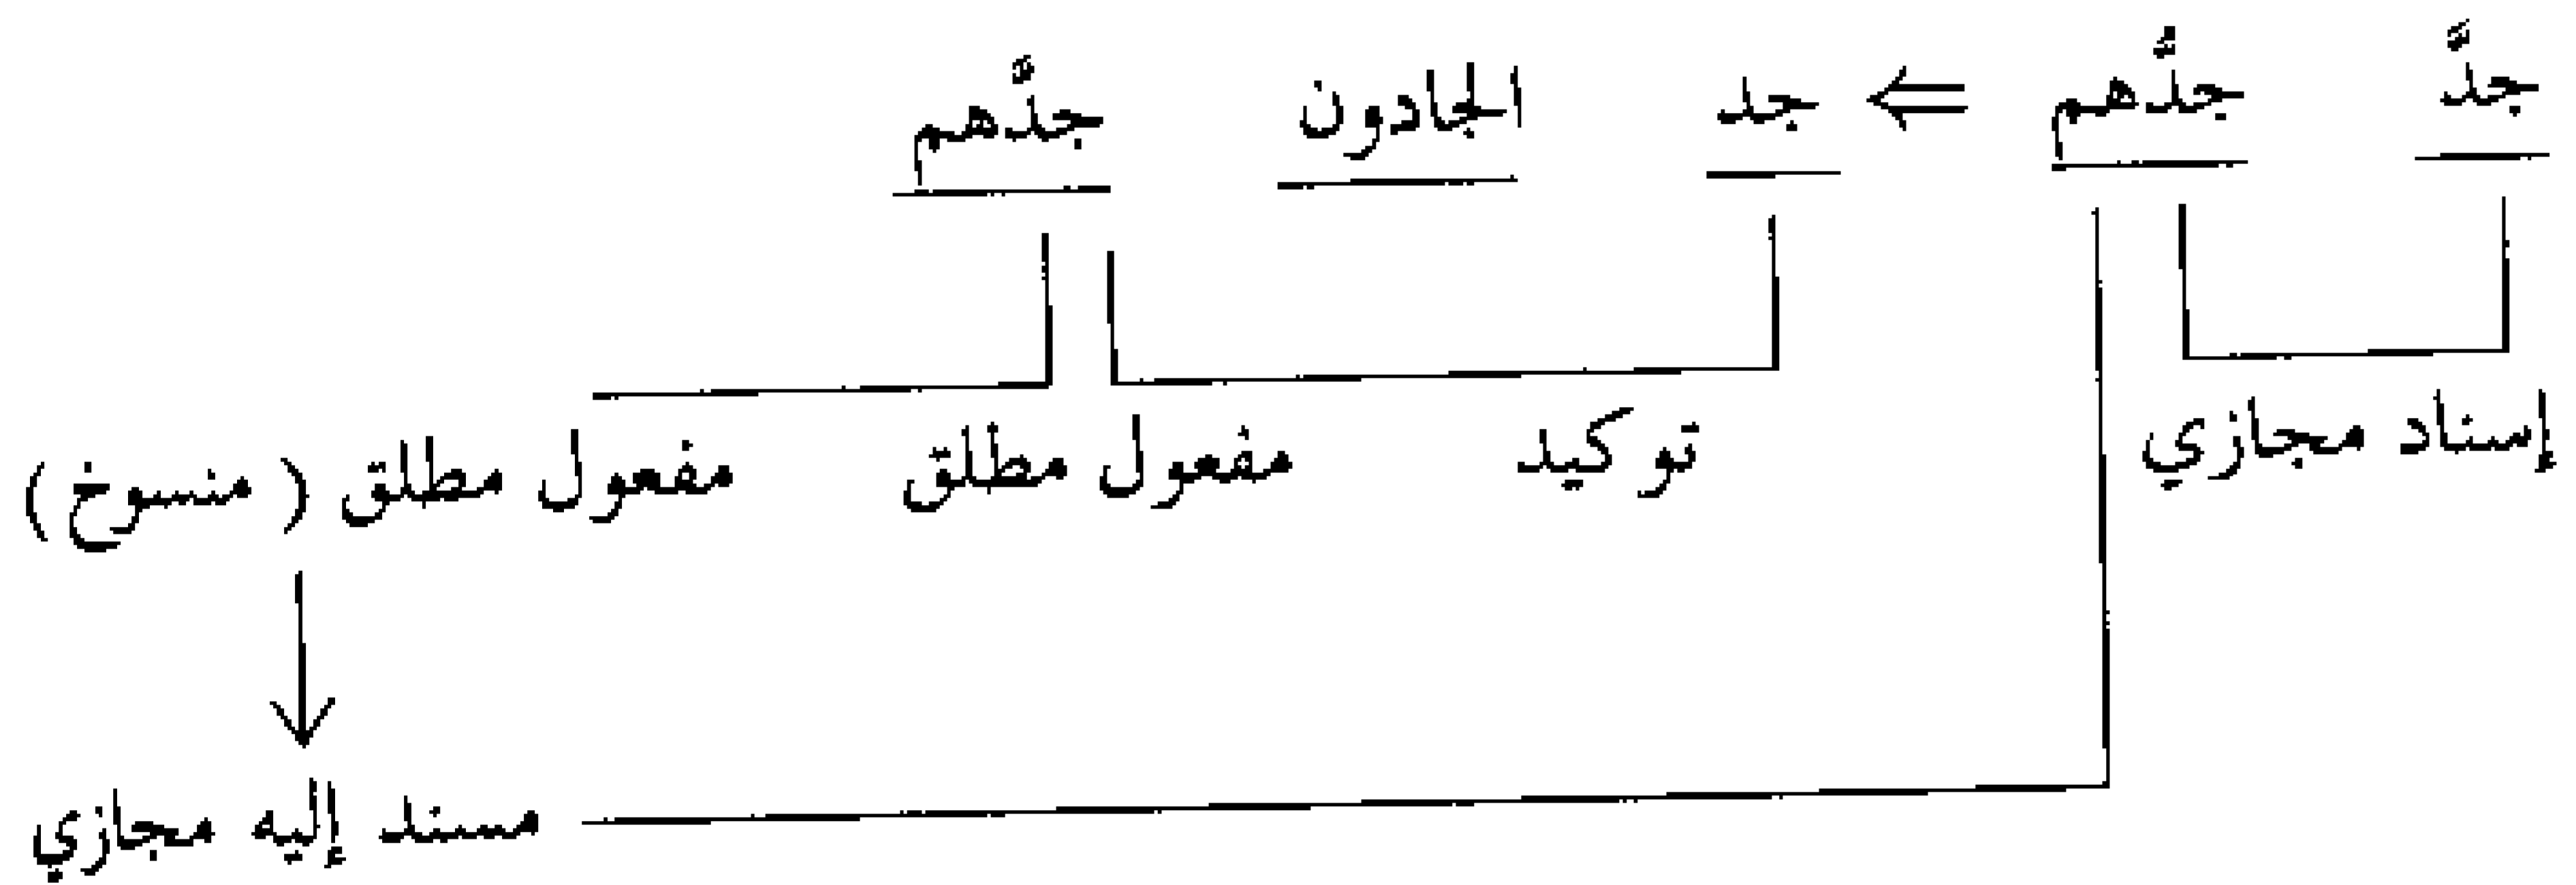 جدَّ جدُّهم ⇐ جد الجادون جدَّهم
إسناد مجازي توكيد مفعول مطلق مفعول مطلق ( منسوخ )
مسند إليه مجازي